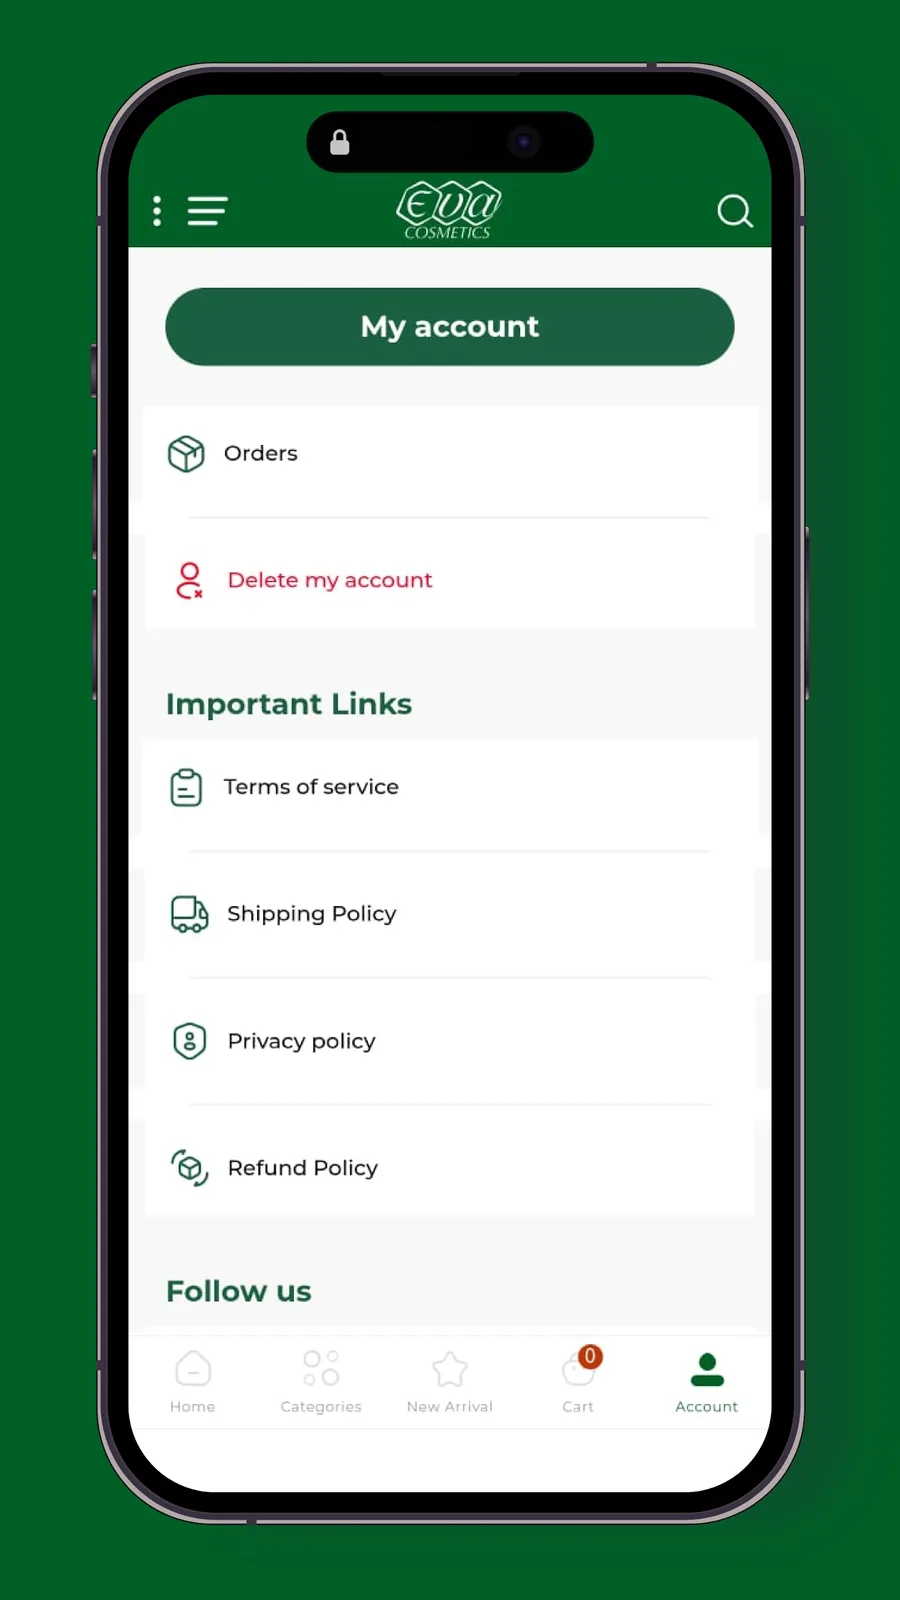 Eva
COSMETICS
My account
Orders
Delete my account
Important Links
Terms of service
Shipping Policy
Privacy policy
Refund Policy
Follow us
0
Home
Categories
New Arrival
Cart
Account